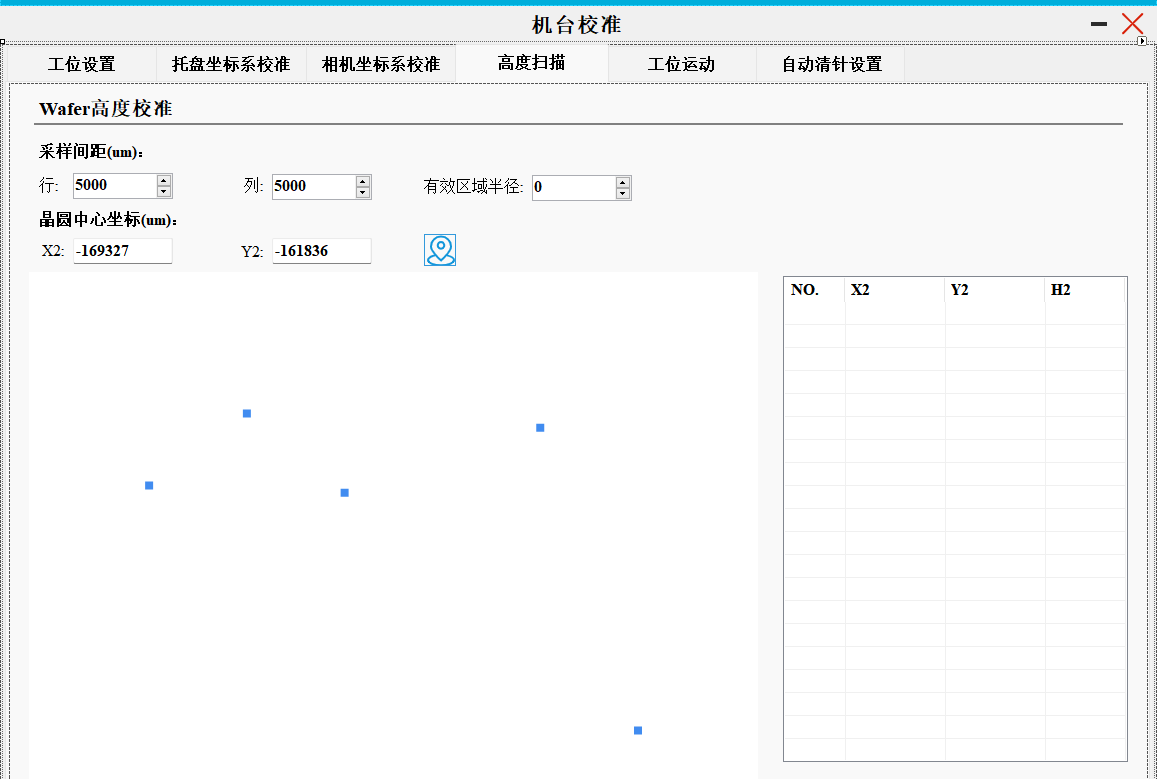 机台校准
工位设置 托盘坐标系校准 相机坐标系校准 高度扫描 工位运动 自动清针设置
Wafer高度校准
采样间距(um):
行: 5000 列: 5000 有效区域半径: 0
晶圆中心坐标(um):
X2: -169327 Y2: -161836
NO. X2 Y2 H2